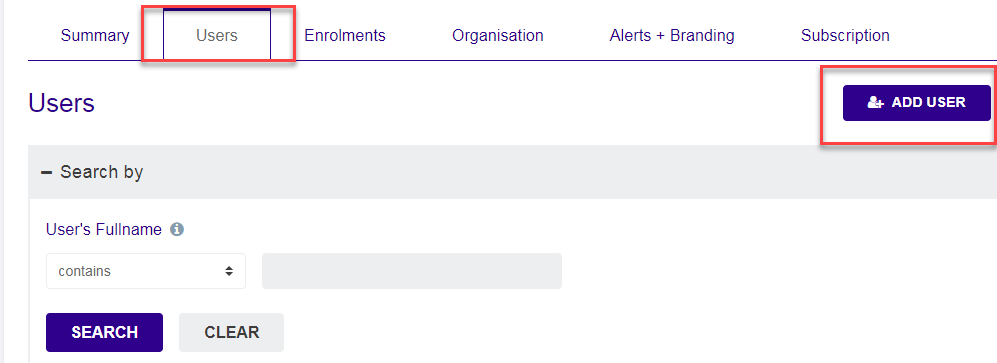 Summary Users Enrolments Organisation Alerts + Branding Subscription
Users
ADD USER
Search by
User's Fullname
contains
SEARCH CLEAR